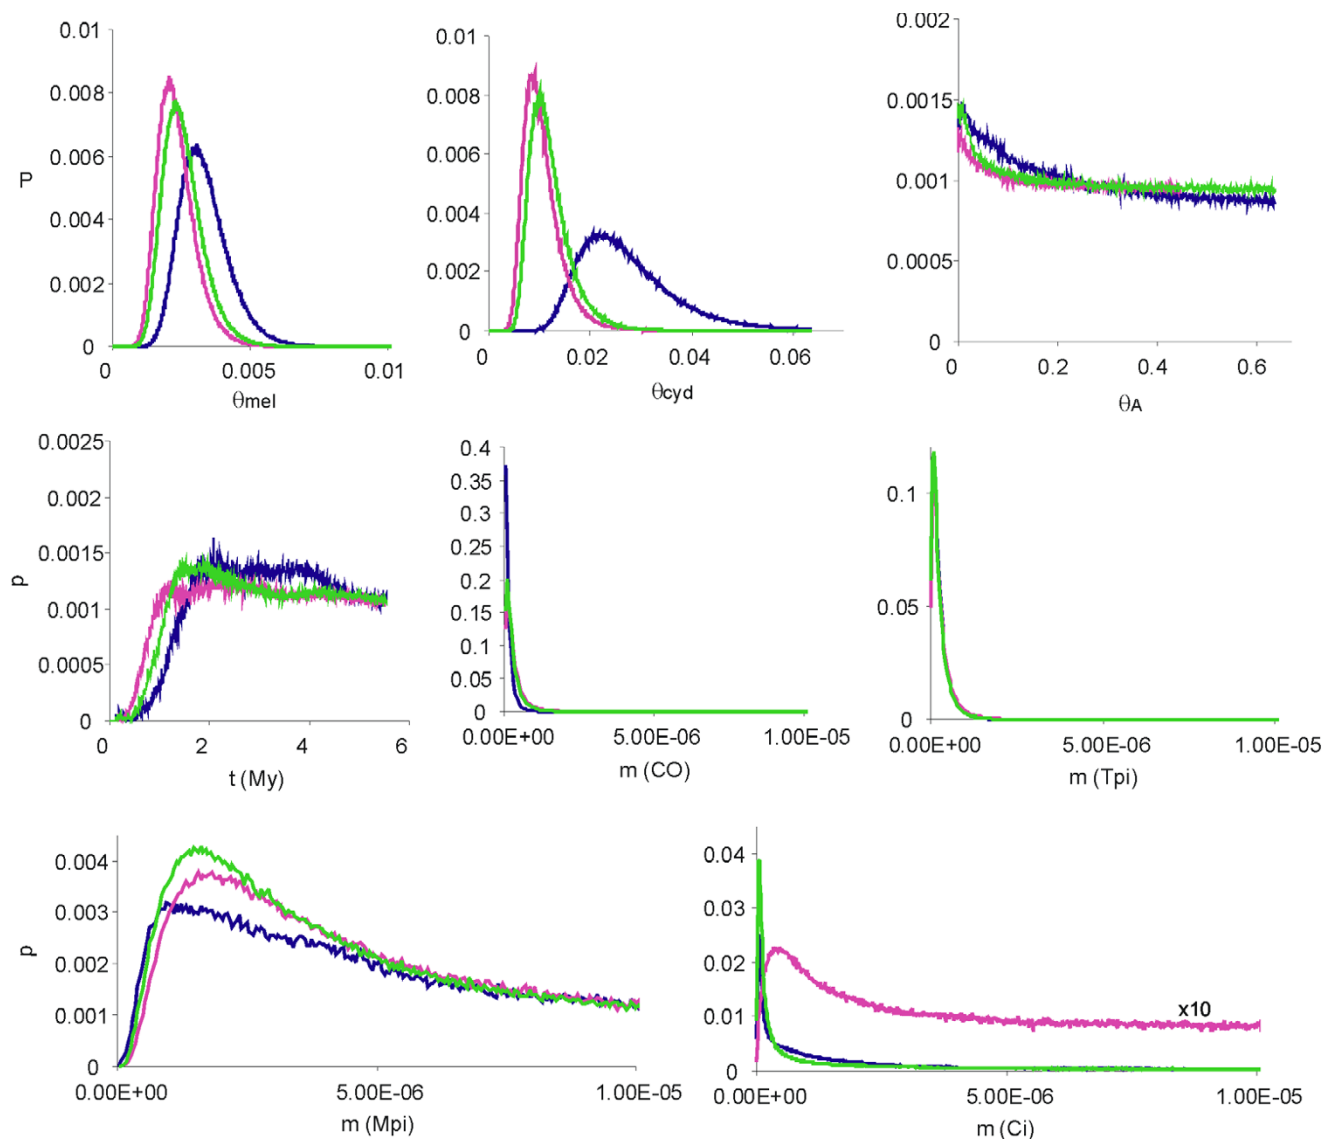 0.01
0.008
0.006
0.004
0.002
0
P
0
0.005
0.01
θmel
0.01
0.008
0.006
0.004
0.002
0
0
0.02
0.04
0.06
θcyd
0.002
0.0015
0.001
0.0005
0
0
0.2
0.4
0.6
θA
0.0025
0.002
0.0015
0.001
0.0005
0
p
0
2
4
6
t (My)
0.4
0.35
0.3
0.25
0.2
0.15
0.1
0.05
0
0.00E+00
5.00E-06
1.00E-05
m (CO)
0.1
0.05
0
0.00E+00
5.00E-06
1.00E-05
m (Tpi)
0.004
0.003
0.002
0.001
0
p
0.00E+00
5.00E-06
1.00E-05
m (Mpi)
0.04
0.03
0.02
0.01
0
x10
0.00E+00
5.00E-06
1.00E-05
m (Ci)